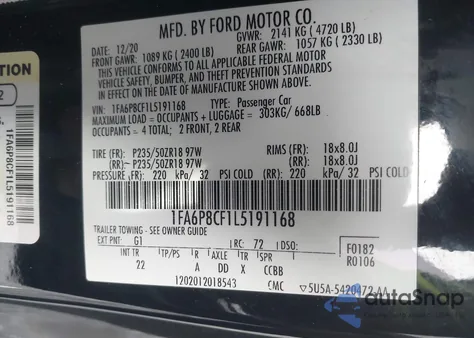 MFD. BY FORD MOTOR CO.
DATE: 12/20 GVWR: 2141 KG (4720 LB)
FRONT GAWR: 1089 KG (2400 LB) REAR GAWR: 1057 KG (2330 LB)
THIS VEHICLE CONFORMS TO ALL APPLICABLE FEDERAL MOTOR
VEHICLE SAFETY, BUMPER, AND THEFT PREVENTION STANDARDS
IN EFFECT ON THE DATE OF MANUFACTURE SHOWN ABOVE.
VIN: 1FA6P8CF1L5191168 TYPE: Passenger Car
MAXIMUM LOAD = OCCUPANTS + LUGGAGE = 303KG/ 668LB
OCCUPANTS = 4 TOTAL; 2 FRONT, 2 REAR
TIRE (FR): P235/50ZR18 97W RIMS (FR): 18x8.0J
(RR): P235/50ZR18 97W (RR): 18x8.0J
PRESSURE (FR): 220 kPa/ 32 PSI COLD (RR): 220 kPa/ 32 PSI COLD
1FA6P8CF1L5191168
TRAILER TOWING - SEE OWNER GUIDE
EXT PNT: G1 RC: 72 DSO: F0182
INT TR TP/PS R AXLE TR SPR R0106
22 A DD X CCBB
1202012018543 CMC 5U5A-5420472-AA
TION
2
1FA6P8CF1L5191168
autoSnap